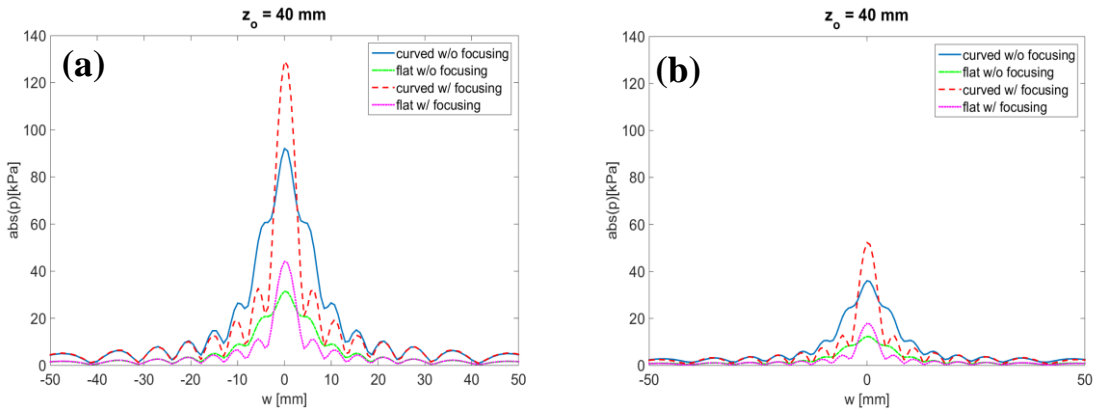 z_o = 40 mm
(a)
curved w/o focusing
flat w/o focusing
curved w/ focusing
flat w/ focusing
abs(p)[kPa]
140
120
100
80
60
40
20
0
-50 -40 -30 -20 -10 0 10 20 30 40 50
w [mm]
z_o = 40 mm
(b)
curved w/o focusing
flat w/o focusing
curved w/ focusing
flat w/ focusing
abs(p)[kPa]
140
120
100
80
60
40
20
0
-50 0 50
w [mm]